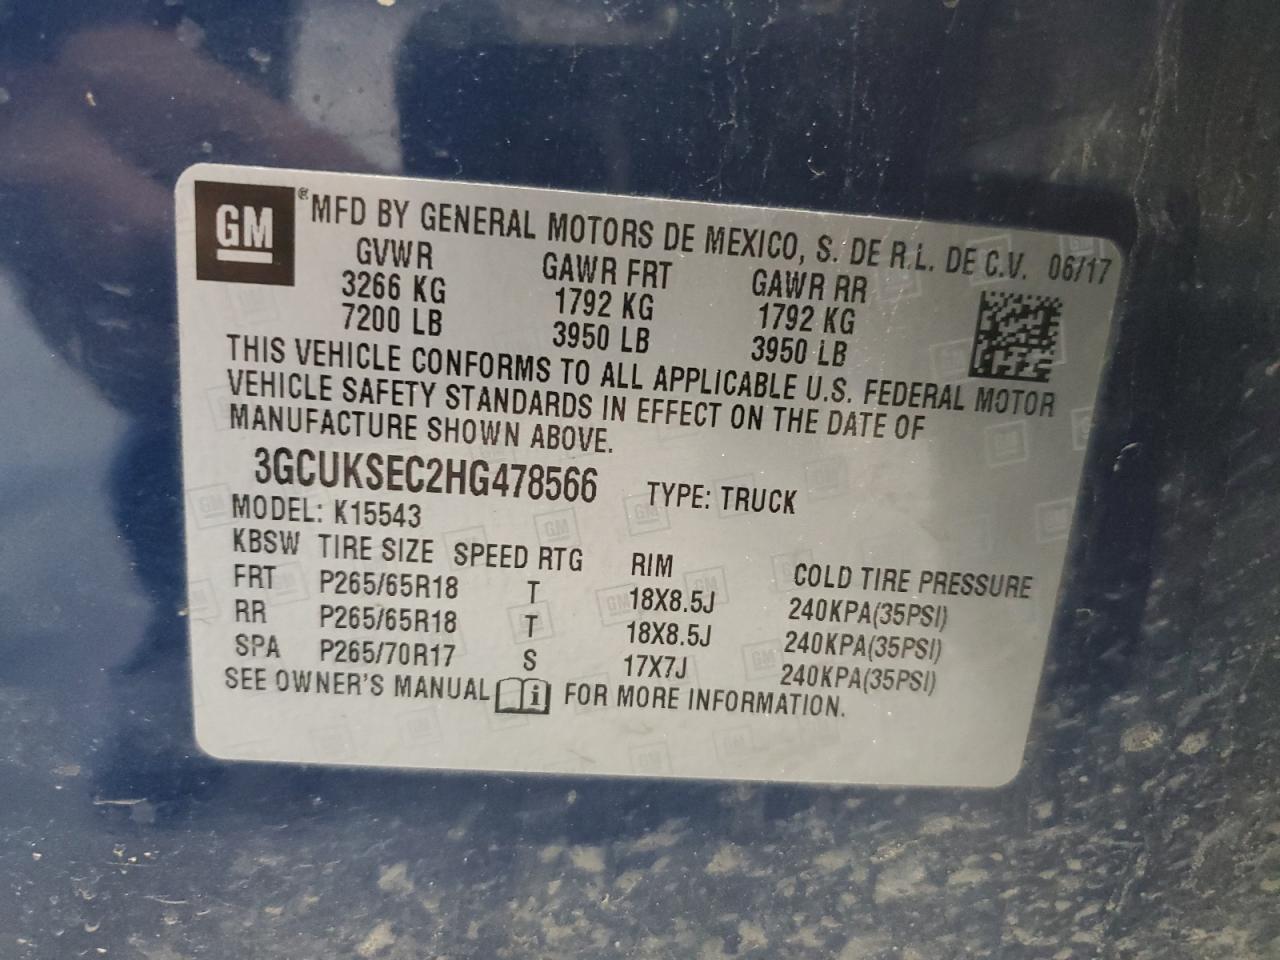 GM ® MFD BY GENERAL MOTORS DE MEXICO, S. DE R.L. DE C.V. 06/17
GVWR GAWR FRT GAWR RR
3266 KG 1792 KG 1792 KG
7200 LB 3950 LB 3950 LB
THIS VEHICLE CONFORMS TO ALL APPLICABLE U.S. FEDERAL MOTOR
VEHICLE SAFETY STANDARDS IN EFFECT ON THE DATE OF
MANUFACTURE SHOWN ABOVE.
3GCUKSEC2HG478566 TYPE: TRUCK
MODEL: K15543
KBSW TIRE SIZE SPEED RTG RIM COLD TIRE PRESSURE
FRT P265/65R18 T 18X8.5J 240KPA(35PSI)
RR P265/65R18 T 18X8.5J 240KPA(35PSI)
SPA P265/70R17 S 17X7J 240KPA(35PSI)
SEE OWNER'S MANUAL i FOR MORE INFORMATION.